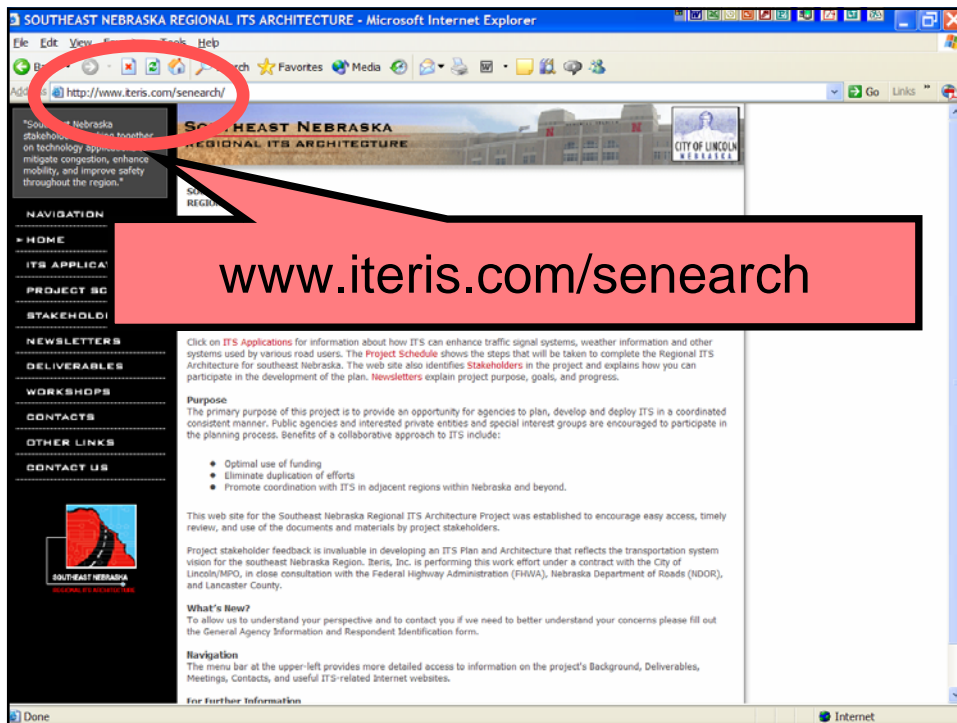 SOUTHEAST NEBRASKA REGIONAL ITS ARCHITECTURE - Microsoft Internet Explorer
File Edit View Tools Help
Search Favorites Media
Address http://www.iteris.com/senearch/ Go Links
"Southeast Nebraska
stakeholders working together
on technology
mitigate congestion, enhance
mobility, and improve safety
throughout the region."
SOUTHEAST NEBRASKA
REGIONAL ITS ARCHITECTURE
CITY OF LINCOLN
NEBRASKA
www.iteris.com/senearch
NAVIGATION
HOME
ITS APPLICA
PROJECT SC
STAKEHOLD
NEWSLETTERS
DELIVERABLES
WORKSHOPS
CONTACTS
OTHER LINKS
CONTACT US
SOUTHEAST NEBRASKA
REGIONAL ITS ARCHITECTURE
Click on ITS Applications for information about how ITS can enhance traffic signal systems, weather information and other
systems used by various road users. The Project Schedule shows the steps that will be taken to complete the Regional ITS
Architecture for southeast Nebraska. The web site also identifies Stakeholders in the project and explains how you can
participate in the development of the plan. Newsletters explain project purpose, goals, and progress.
Purpose
The primary purpose of this project is to provide an opportunity for agencies to plan, develop and deploy ITS in a coordinated
consistent manner. Public agencies and interested private entities and special interest groups are encouraged to participate in
the planning process. Benefits of a collaborative approach to ITS include:
Optimal use of funding
Eliminate duplication of efforts
Promote coordination with ITS in adjacent regions within Nebraska and beyond.
This web site for the Southeast Nebraska Regional ITS Architecture Project was established to encourage easy access, timely
review, and use of the documents and materials by project stakeholders.
Project stakeholder feedback is invaluable in developing an ITS Plan and Architecture that reflects the transportation system
vision for the southeast Nebraska Region. Iteris, Inc. is performing this work effort under a contract with the City of
Lincoln/MPO, in close consultation with the Federal Highway Administration (FHWA), Nebraska Department of Roads (NDOR),
and Lancaster County.
What's New?
To allow us to understand your perspective and to contact you if we need to better understand your concerns please fill out
the General Agency Information and Respondent Identification form.
Navigation
The menu bar at the upper-left provides more detailed access to information on the project's Background, Deliverables,
Meetings, Contacts, and useful ITS-related Internet websites.
For Further Information
Done Internet